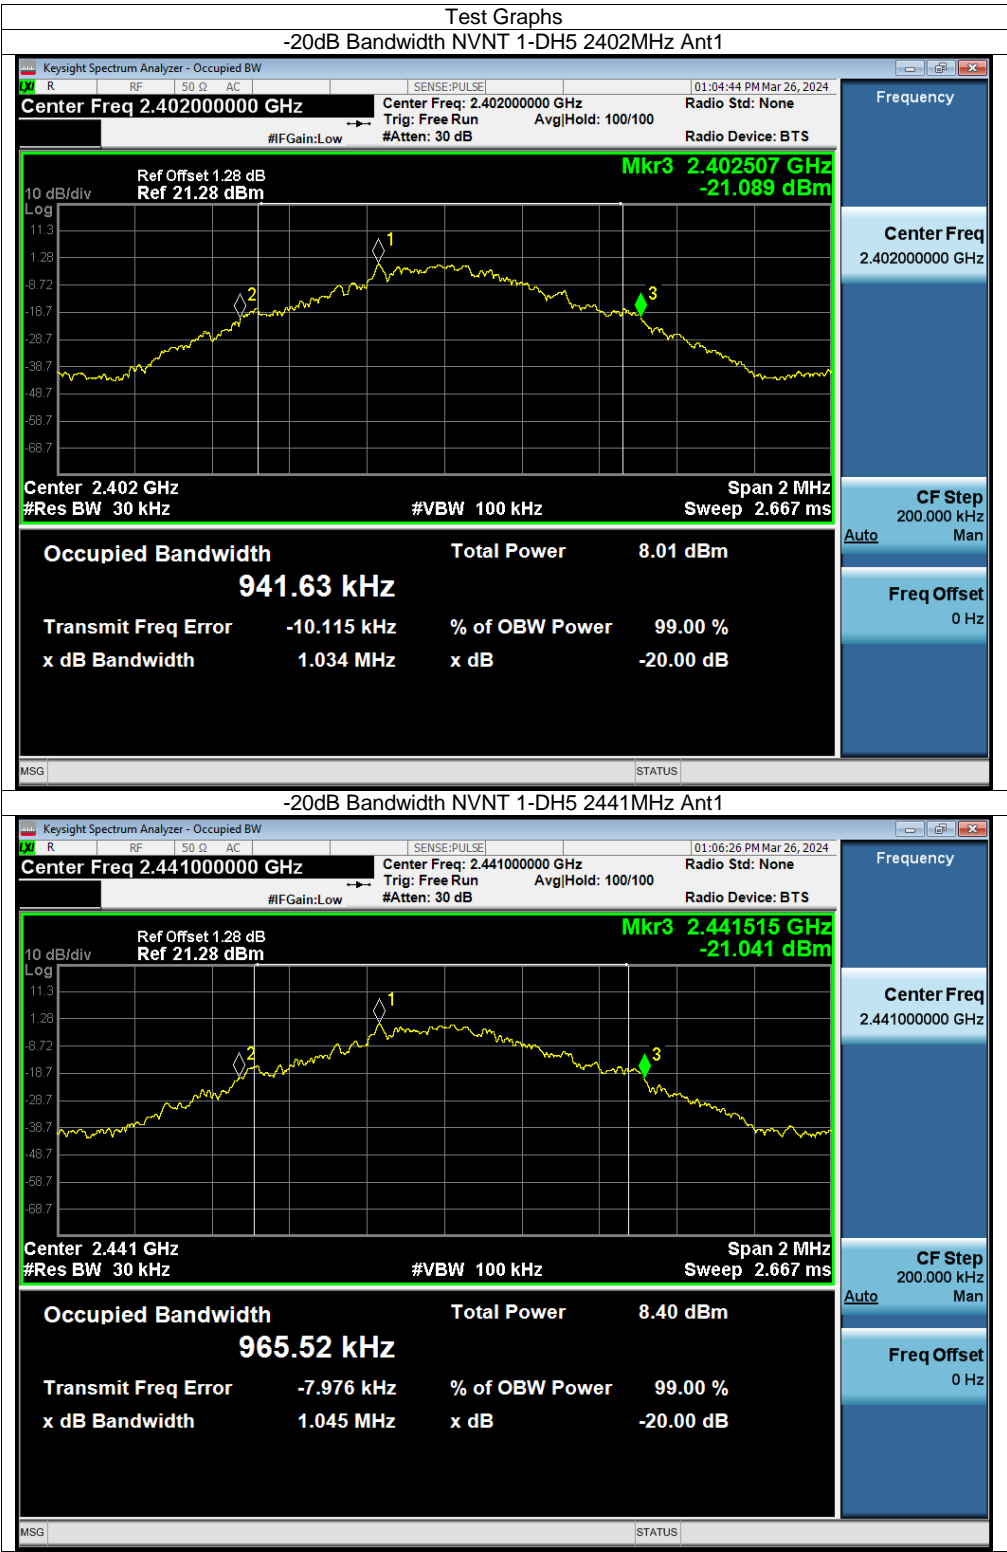 Test Graphs
-20dB Bandwidth NVNT 1-DH5 2402MHz Ant1
Keysight Spectrum Analyzer - Occupied BW
LXI R RF 50 Ω AC SENSE:PULSE 01:04:44 PM Mar 26, 2024
Center Freq 2.402000000 GHz Center Freq: 2.402000000 GHz Radio Std: None
Trig: Free Run Avg|Hold: 100/100
#IFGain:Low #Atten: 30 dB Radio Device: BTS
Frequency
Mkr3 2.402507 GHz
-21.089 dBm
Ref Offset 1.28 dB
10 dB/div Ref 21.28 dBm
Log
11.3
1.28
-8.72
-18.7
-28.7
-38.7
-48.7
-58.7
-68.7
1
2
3
Center Freq
2.402000000 GHz
Center 2.402 GHz Span 2 MHz
#Res BW 30 kHz #VBW 100 kHz Sweep 2.667 ms
CF Step
200.000 kHz
Auto Man
Occupied Bandwidth Total Power 8.01 dBm
941.63 kHz
Freq Offset
0 Hz
Transmit Freq Error -10.115 kHz % of OBW Power 99.00 %
x dB Bandwidth 1.034 MHz x dB -20.00 dB
MSG STATUS
-20dB Bandwidth NVNT 1-DH5 2441MHz Ant1
Keysight Spectrum Analyzer - Occupied BW
LXI R RF 50 Ω AC SENSE:PULSE 01:06:26 PM Mar 26, 2024
Center Freq 2.441000000 GHz Center Freq: 2.441000000 GHz Radio Std: None
Trig: Free Run Avg|Hold: 100/100
#IFGain:Low #Atten: 30 dB Radio Device: BTS
Frequency
Mkr3 2.441515 GHz
-21.041 dBm
Ref Offset 1.28 dB
10 dB/div Ref 21.28 dBm
Log
11.3
1.28
-8.72
-18.7
-28.7
-38.7
-48.7
-58.7
-68.7
1
2
3
Center Freq
2.441000000 GHz
Center 2.441 GHz Span 2 MHz
#Res BW 30 kHz #VBW 100 kHz Sweep 2.667 ms
CF Step
200.000 kHz
Auto Man
Occupied Bandwidth Total Power 8.40 dBm
965.52 kHz
Freq Offset
0 Hz
Transmit Freq Error -7.976 kHz % of OBW Power 99.00 %
x dB Bandwidth 1.045 MHz x dB -20.00 dB
MSG STATUS